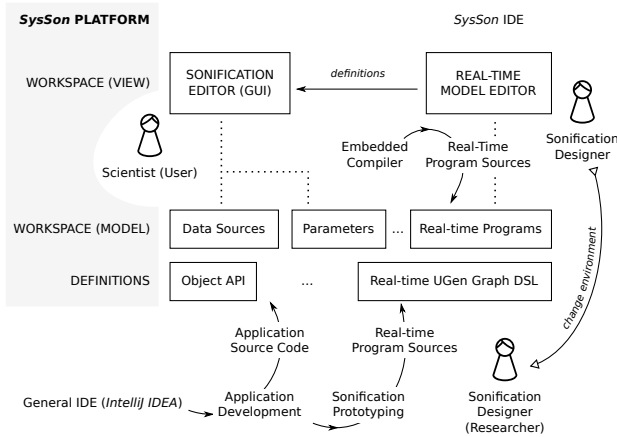 SysSon PLATFORM
SysSon IDE
WORKSPACE (VIEW)
SONIFICATION
EDITOR (GUI)
definitions
REAL-TIME
MODEL EDITOR
Scientist (User)
Embedded
Compiler
Real-Time
Program Sources
Sonification
Designer
WORKSPACE (MODEL)
Data Sources
Parameters
...
Real-time Programs
DEFINITIONS
Object API
...
Real-time UGen Graph DSL
change environment
Application
Source Code
Real-time
Program Sources
General IDE (IntelliJ IDEA)
Application
Development
Sonification
Prototyping
Sonification
Designer
(Researcher)